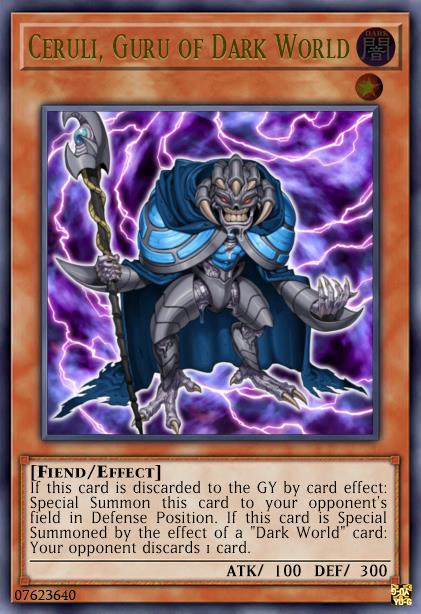 Ceruli, Guru of Dark World
DARK
闇
[Fiend/Effect]
If this card is discarded to the GY by card effect:
Special Summon this card to your opponent's
field in Defense Position. If this card is Special
Summoned by the effect of a "Dark World" card:
Your opponent discards 1 card.
ATK/ 100 DEF/ 300
07623640